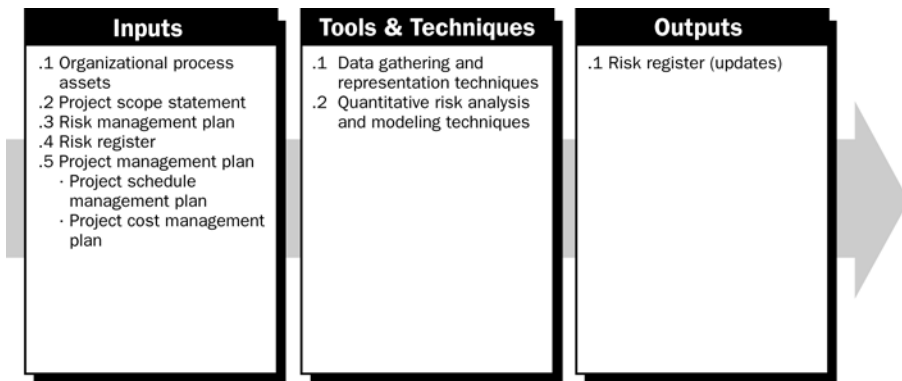 Inputs
.1 Organizational process
assets
.2 Project scope statement
.3 Risk management plan
.4 Risk register
.5 Project management plan
· Project schedule
management plan
· Project cost management
plan
Tools & Techniques
.1 Data gathering and
representation techniques
.2 Quantitative risk analysis
and modeling techniques
Outputs
.1 Risk register (updates)